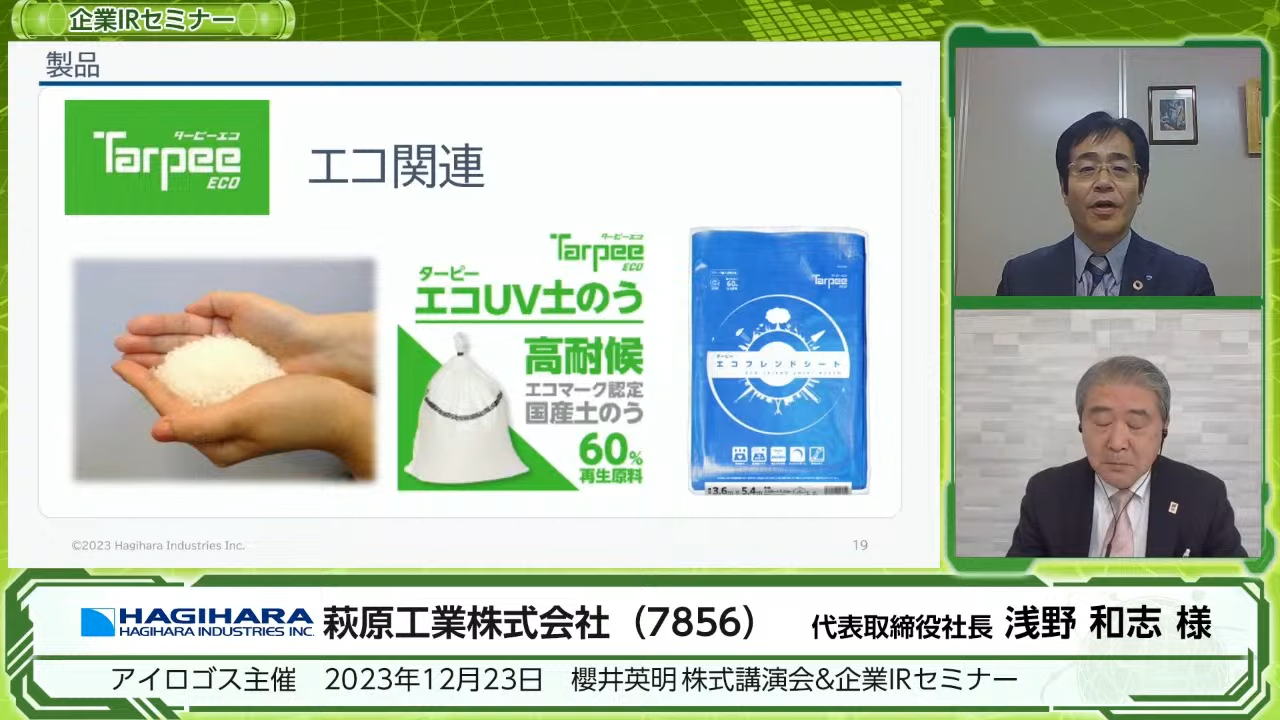 企業IRセミナー
製品
ターピーエコ
Tarpee
ECO
エコ関連
ターピーエコ
Tarpee
ECO
ターピー
エコUV土のう
高耐候
エコマーク認定
国産土のう
60%
再生原料
Tarpee
ターピー
エコフレンドシート
3.6m×5.4m
©2023 Hagihara Industries Inc.
19
HAGIHARA
HAGIHARA INDUSTRIES INC.
萩原工業株式会社（7856）
代表取締役社長 浅野 和志 様
アイロゴス主催 2023年12月23日 櫻井英明 株式講演会&企業IRセミナー